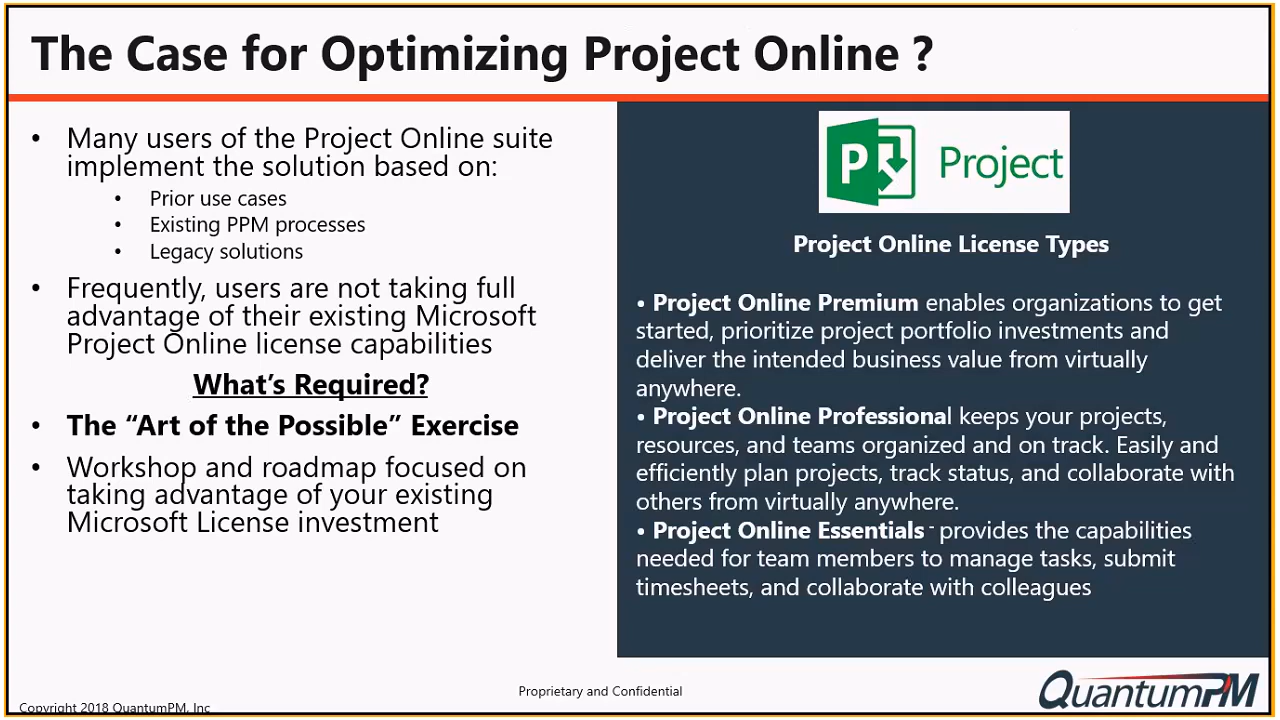 The Case for Optimizing Project Online ?
• Many users of the Project Online suite
implement the solution based on:
• Prior use cases
• Existing PPM processes
• Legacy solutions
• Frequently, users are not taking full
advantage of their existing Microsoft
Project Online license capabilities
What’s Required?
• The “Art of the Possible” Exercise
• Workshop and roadmap focused on
taking advantage of your existing
Microsoft License investment
P
Project
Project Online License Types
• Project Online Premium enables organizations to get
started, prioritize project portfolio investments and
deliver the intended business value from virtually
anywhere.
• Project Online Professional keeps your projects,
resources, and teams organized and on track. Easily and
efficiently plan projects, track status, and collaborate with
others from virtually anywhere.
• Project Online Essentials - provides the capabilities
needed for team members to manage tasks, submit
timesheets, and collaborate with colleagues
Proprietary and Confidential
Copyright 2018 QuantumPM, Inc
QuantumPM